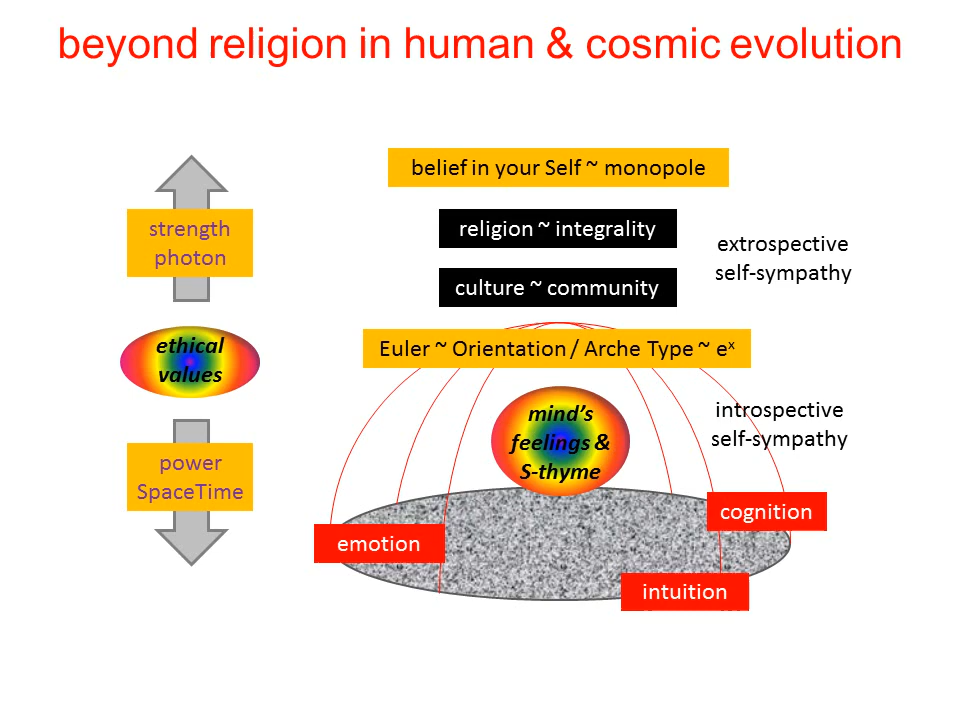 beyond religion in human & cosmic evolution
belief in your Self ~ monopole
strength
photon
religion ~ integrality
extrospective
self-sympathy
culture ~ community
ethical
values
Euler ~ Orientation / Arche Type ~ eˣ
mind's
feelings &
S-thyme
introspective
self-sympathy
power
SpaceTime
cognition
emotion
intuition